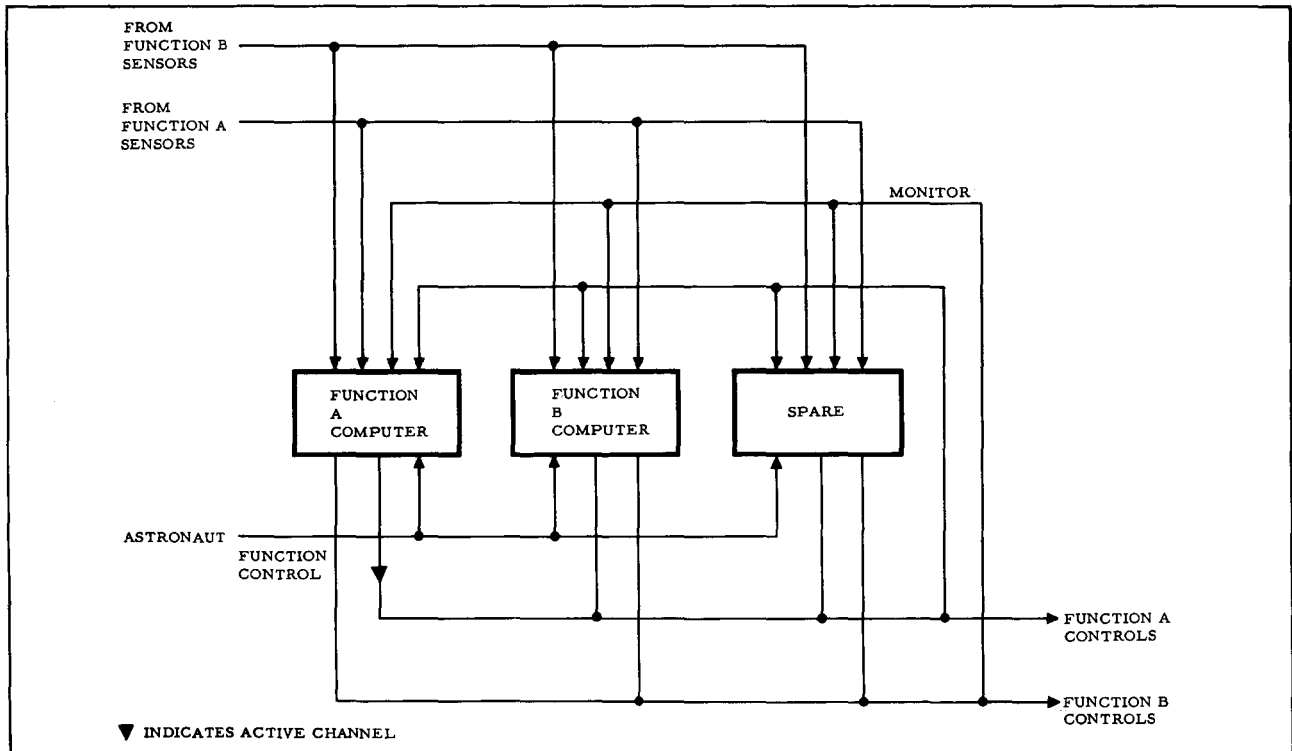 FROM
FUNCTION B
SENSORS
FROM
FUNCTION A
SENSORS
MONITOR
FUNCTION
A
COMPUTER
FUNCTION
B
COMPUTER
SPARE
ASTRONAUT
FUNCTION
CONTROL
FUNCTION A
CONTROLS
FUNCTION B
CONTROLS
INDICATES ACTIVE CHANNEL